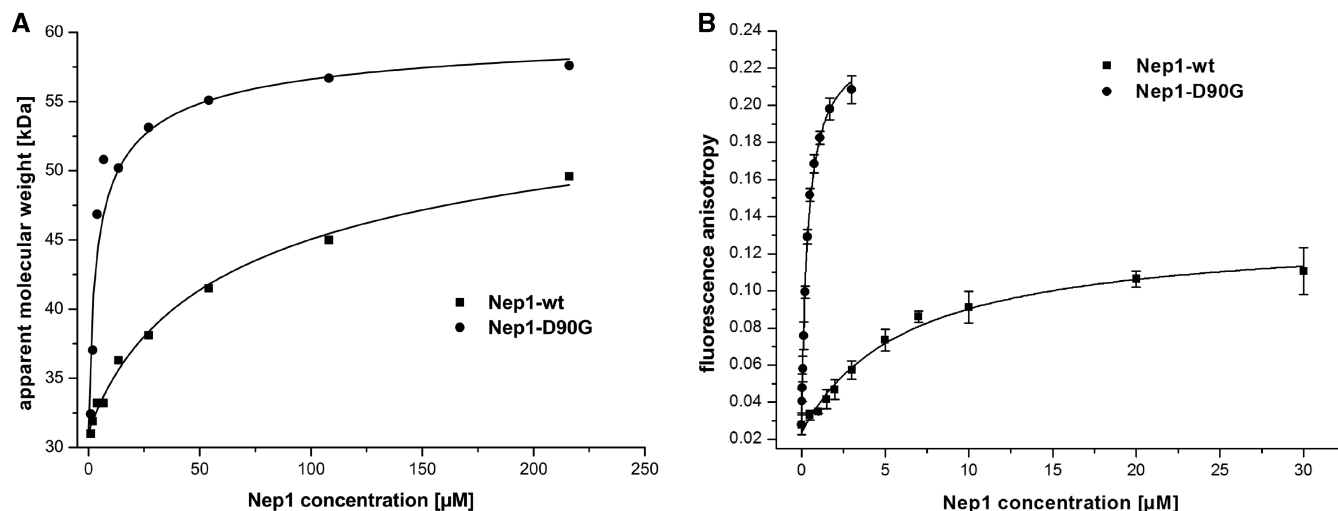 A
60
55
50
45
40
35
30
apparent molecular weight [kDa]
Nep1-wt
Nep1-D90G
0 50 100 150 200 250
Nep1 concentration [µM]
B
0.24
0.22
0.20
0.18
0.16
0.14
0.12
0.10
0.08
0.06
0.04
0.02
fluorescence anisotropy
Nep1-wt
Nep1-D90G
0 5 10 15 20 25 30
Nep1 concentration [µM]